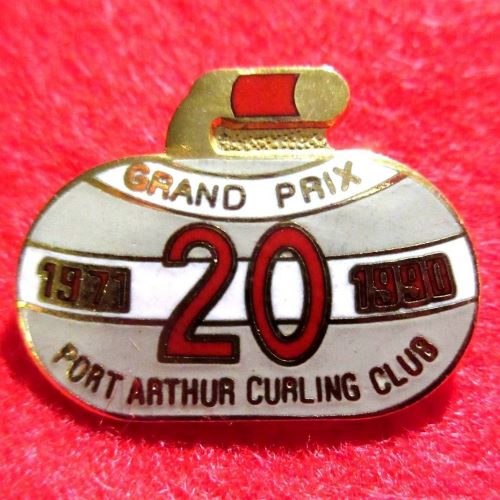 GRAND PRIX
1971 20 1990
PORT ARTHUR CURLING CLUB